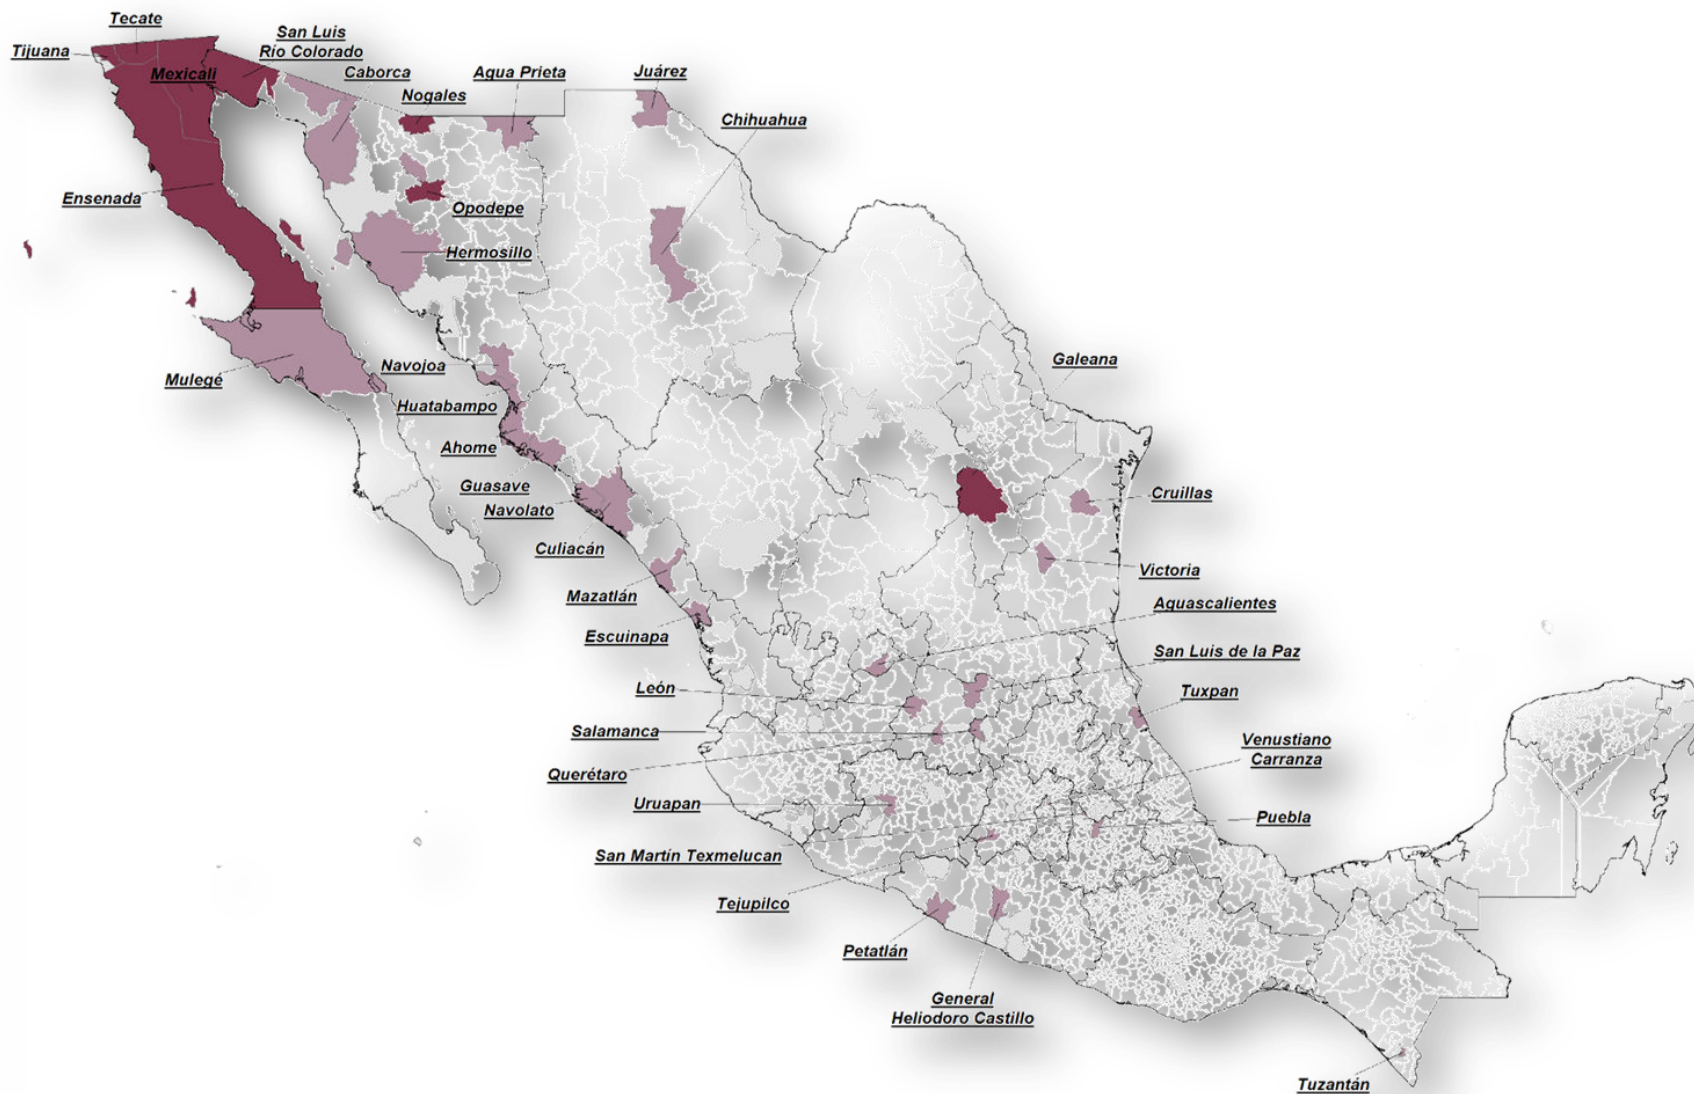 Tecate
Tijuana
San Luis
Río Colorado
Mexicali
Caborca
Nogales
Agua Prieta
Juárez
Chihuahua
Ensenada
Opodepe
Hermosillo
Mulegé
Navojoa
Huatabampo
Ahome
Guasave
Navolato
Culiacán
Mazatlán
Escuinapa
Galeana
Cruillas
Victoria
Aguascalientes
San Luis de la Paz
Tuxpan
León
Salamanca
Querétaro
Uruapan
Venustiano
Carranza
Puebla
San Martín Texmelucan
Tejupilco
Petatlán
General
Heliodoro Castillo
Tuzantán